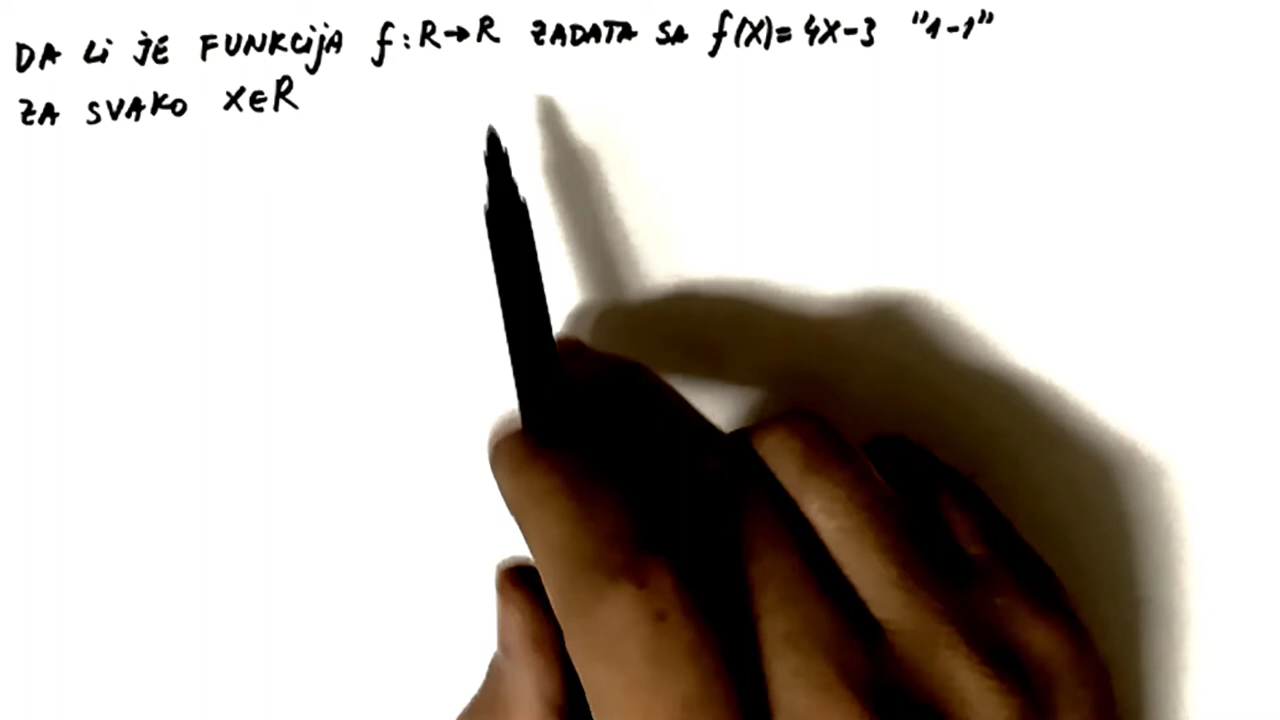 DA LI JE FUNKCIJA f:R→R ZADATA SA f(x)=4x-3 "1-1"
ZA SVAKO x∈R